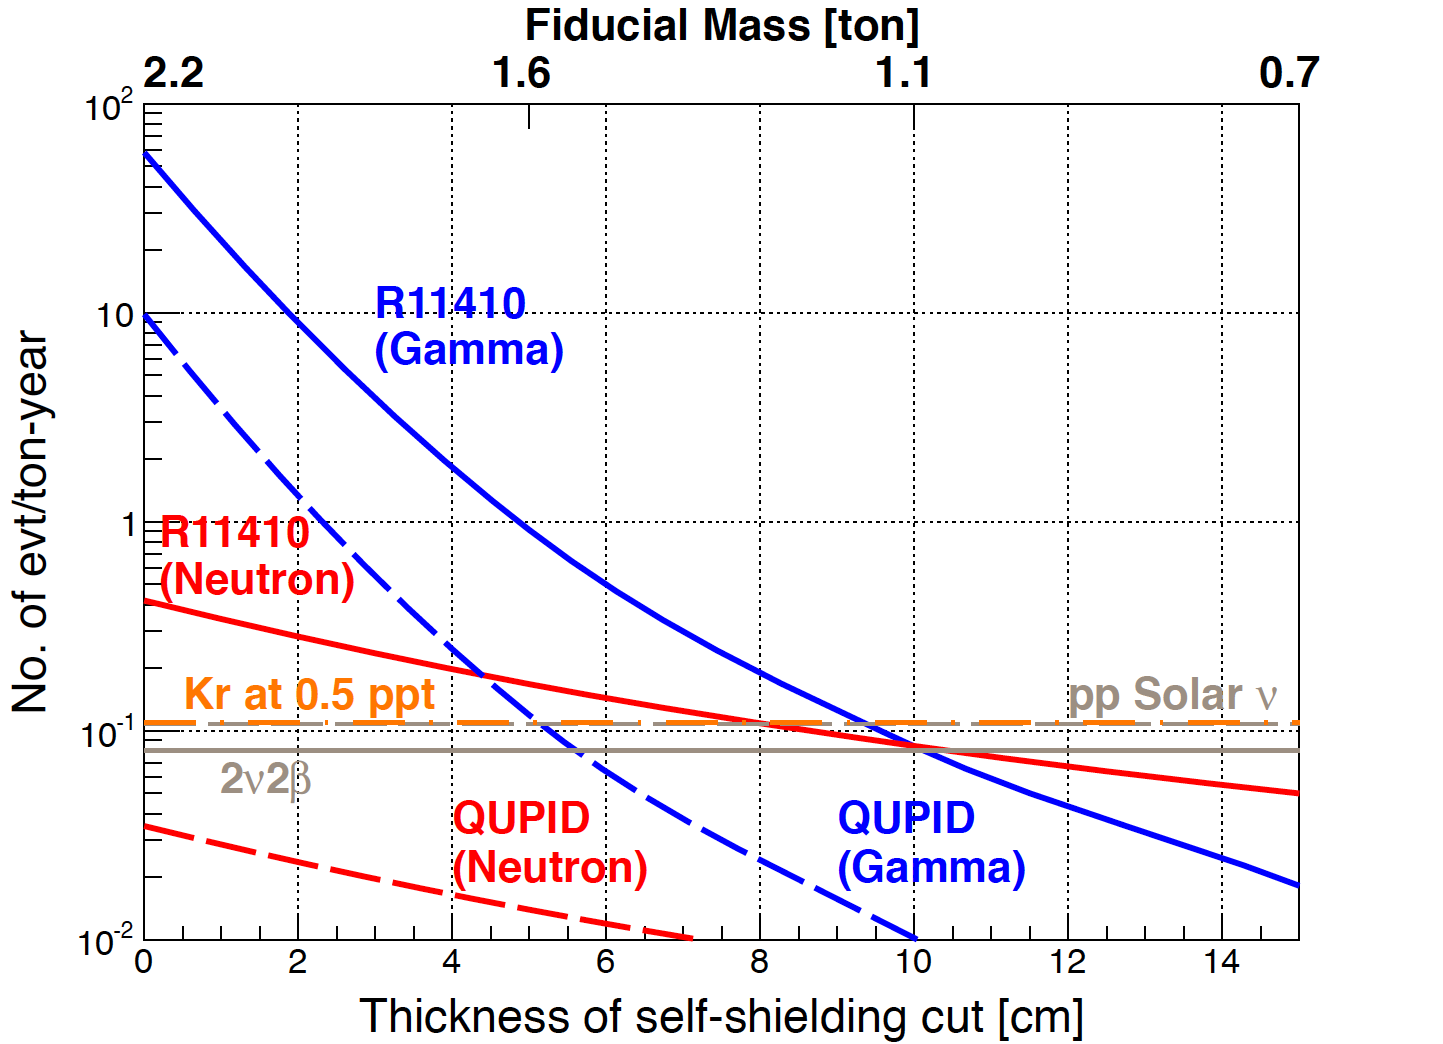 Fiducial Mass [ton]
2.2 1.6 1.1 0.7
No. of evt/ton-year
10²
10
1
10⁻¹
10⁻²
R11410
(Gamma)
R11410
(Neutron)
Kr at 0.5 ppt
pp Solar ν
2ν2β
QUPID
(Neutron)
QUPID
(Gamma)
0 2 4 6 8 10 12 14
Thickness of self-shielding cut [cm]